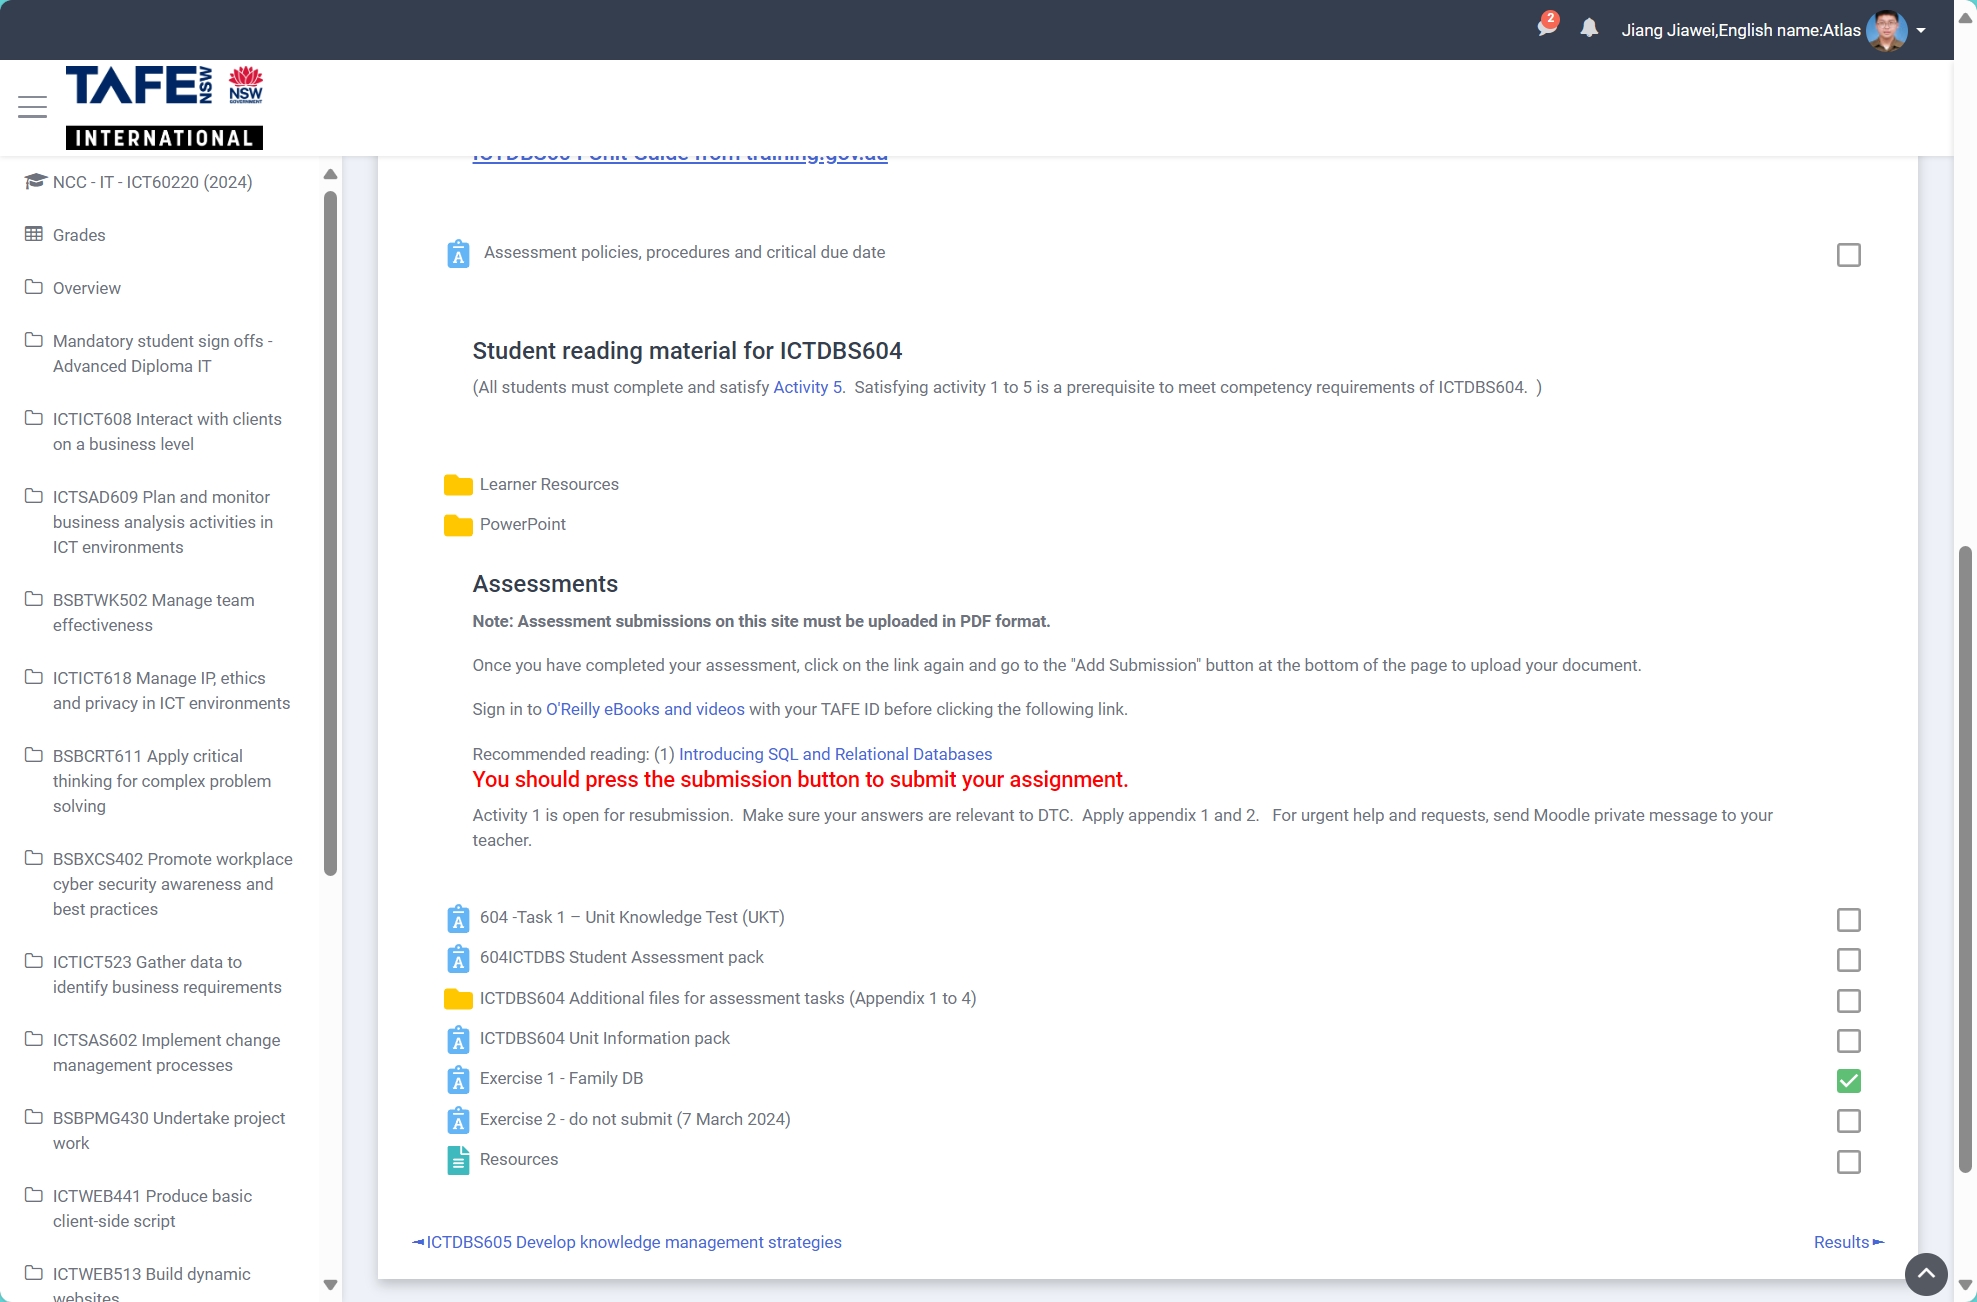 2
Jiang Jiawei,English name:Atlas
TAFE NSW
NSW
GOVERNMENT
INTERNATIONAL
NCC - IT - ICT60220 (2024)
Grades
Overview
Mandatory student sign offs -
Advanced Diploma IT
ICTICT608 Interact with clients
on a business level
ICTSAD609 Plan and monitor
business analysis activities in
ICT environments
BSBTWK502 Manage team
effectiveness
ICTICT618 Manage IP, ethics
and privacy in ICT environments
BSBCRT611 Apply critical
thinking for complex problem
solving
BSBXCS402 Promote workplace
cyber security awareness and
best practices
ICTICT523 Gather data to
identify business requirements
ICTSAS602 Implement change
management processes
BSBPMG430 Undertake project
work
ICTWEB441 Produce basic
client-side script
ICTWEB513 Build dynamic
websites
ICTDBS604 Unit Guide from training.gov.au
Assessment policies, procedures and critical due date
Student reading material for ICTDBS604
(All students must complete and satisfy Activity 5.  Satisfying activity 1 to 5 is a prerequisite to meet competency requirements of ICTDBS604.  )
Learner Resources
PowerPoint
Assessments
Note: Assessment submissions on this site must be uploaded in PDF format.
Once you have completed your assessment, click on the link again and go to the "Add Submission" button at the bottom of the page to upload your document.
Sign in to O'Reilly eBooks and videos with your TAFE ID before clicking the following link.
Recommended reading: (1) Introducing SQL and Relational Databases
You should press the submission button to submit your assignment.
Activity 1 is open for resubmission.  Make sure your answers are relevant to DTC.  Apply appendix 1 and 2.   For urgent help and requests, send Moodle private message to your
teacher.
604 -Task 1 – Unit Knowledge Test (UKT)
604ICTDBS Student Assessment pack
ICTDBS604 Additional files for assessment tasks (Appendix 1 to 4)
ICTDBS604 Unit Information pack
Exercise 1 - Family DB
Exercise 2 - do not submit (7 March 2024)
Resources
◄ICTDBS605 Develop knowledge management strategies
Results►